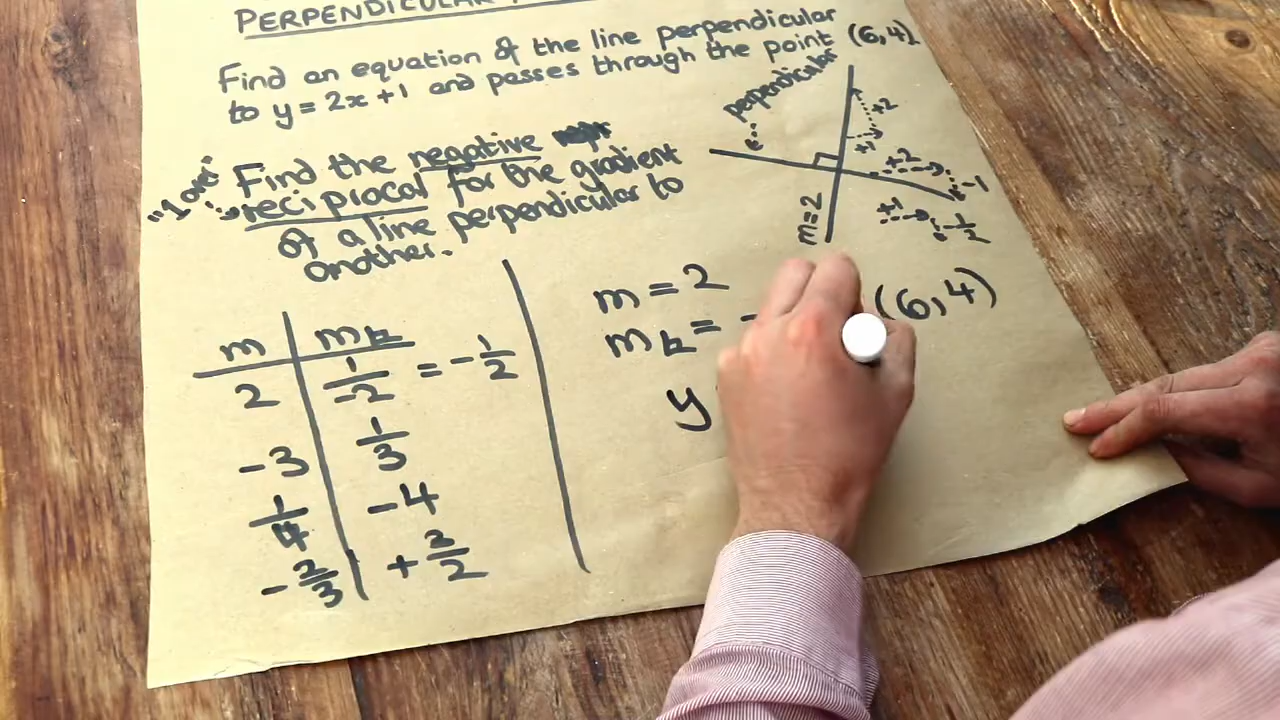 PERPENDICULAR
Find an equation of the line perpendicular
to y = 2x + 1 and passes through the point (6,4).
"1 over"
Find the negative
reciprocal for the gradient
of a line perpendicular to
another.
perpendicular
+2
+1
+2
-1
+1
-1/2
m=2
m | m⊥
2 | 1/-2 = -1/2
-3 | 1/3
1/4 | -4
-2/3 | +3/2
m = 2
(6,4)
m⊥ = -
y